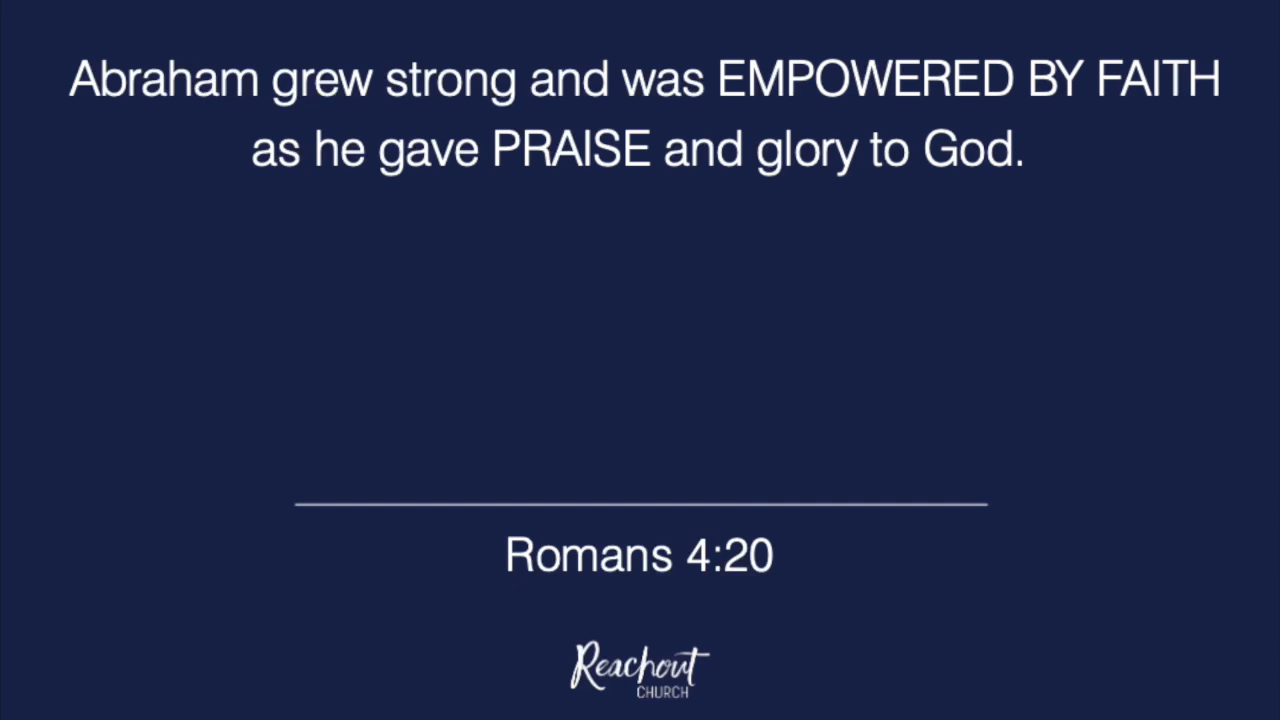 Abraham grew strong and was EMPOWERED BY FAITH
as he gave PRAISE and glory to God.
Romans 4:20
Reachout
CHURCH